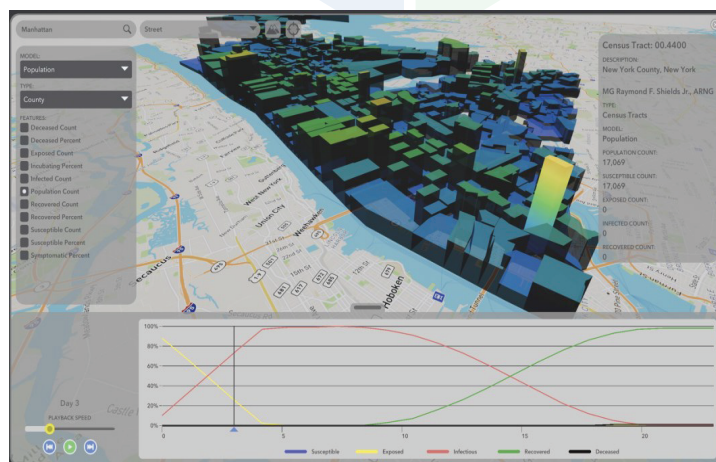 Manhattan
Street
MODEL:
Population
TYPE:
County
FEATURES:
Deceased Count
Deceased Percent
Exposed Count
Incubating Percent
Infected Count
Population Count
Recovered Count
Recovered Percent
Susceptible Count
Susceptible Percent
Symptomatic Percent
Census Tract: 00.4400
DESCRIPTION:
New York County, New York
MG Raymond F. Shields Jr., ARNG
TYPE:
Census Tracts
MODEL:
Population
POPULATION COUNT:
17,069
SUSCEPTIBLE COUNT:
17,069
EXPOSED COUNT:
0
INFECTED COUNT:
0
RECOVERED COUNT:
0
Guttenberg
West New York
Union City
Weehawken
Hoboken
Day 3
PLAYBACK SPEED
100%
80%
60%
40%
20%
0%
0
5
10
15
20
Susceptible
Exposed
Infectious
Recovered
Deceased